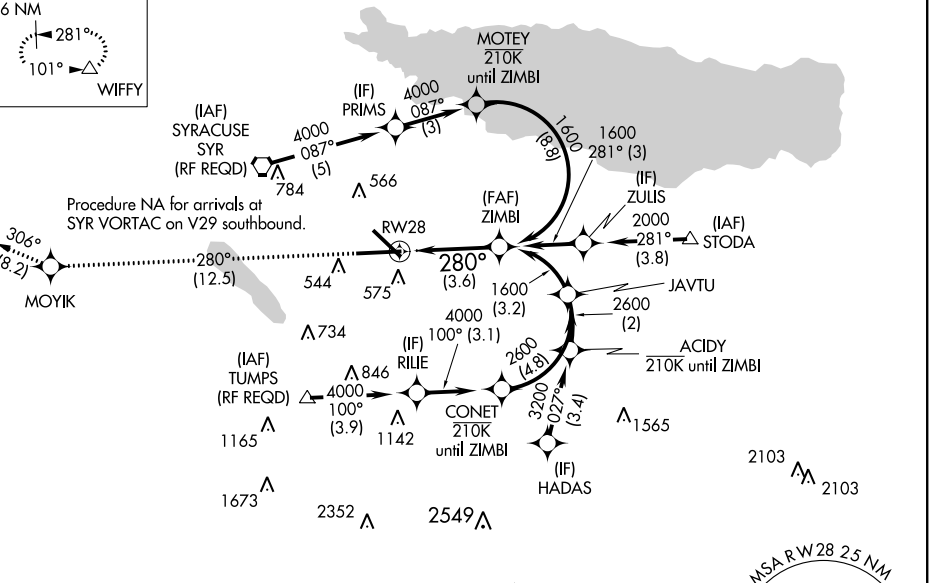 6 NM
281°
101°
WIFFY
MOTEY
210K
until ZIMBI
(IF)
PRIMS
4000
087°
(3)
(IAF)
SYRACUSE
SYR
(RF REQD)
4000
087°
(5)
1600
(8.8)
1600
281° (3)
784
566
(IF)
ZULIS
Procedure NA for arrivals at
SYR VORTAC on V29 southbound.
(FAF)
ZIMBI
2000
281°
(3.8)
(IAF)
STODA
RW28
306°
(8.2)
MOYIK
280°
(12.5)
544
575
280°
(3.6)
1600
(3.2)
JAVTU
2600
(2)
734
4000
100° (3.1)
(IF)
RILIE
2600
(4.8)
ACIDY
210K until ZIMBI
(IAF)
TUMPS
(RF REQD)
846
4000
100°
(3.9)
CONET
210K
until ZIMBI
3200
027°
(3.4)
1565
1165
1142
(IF)
HADAS
2103
2103
1673
2352
2549
MSA RW28 25 NM